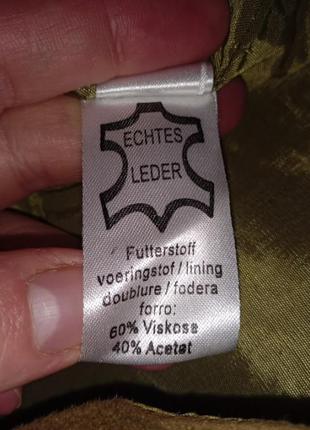 ECHTES
LEDER
Futterstoff
voeringstof / lining
doublure / fodera
forro:
60% Viskose
40% Acetat